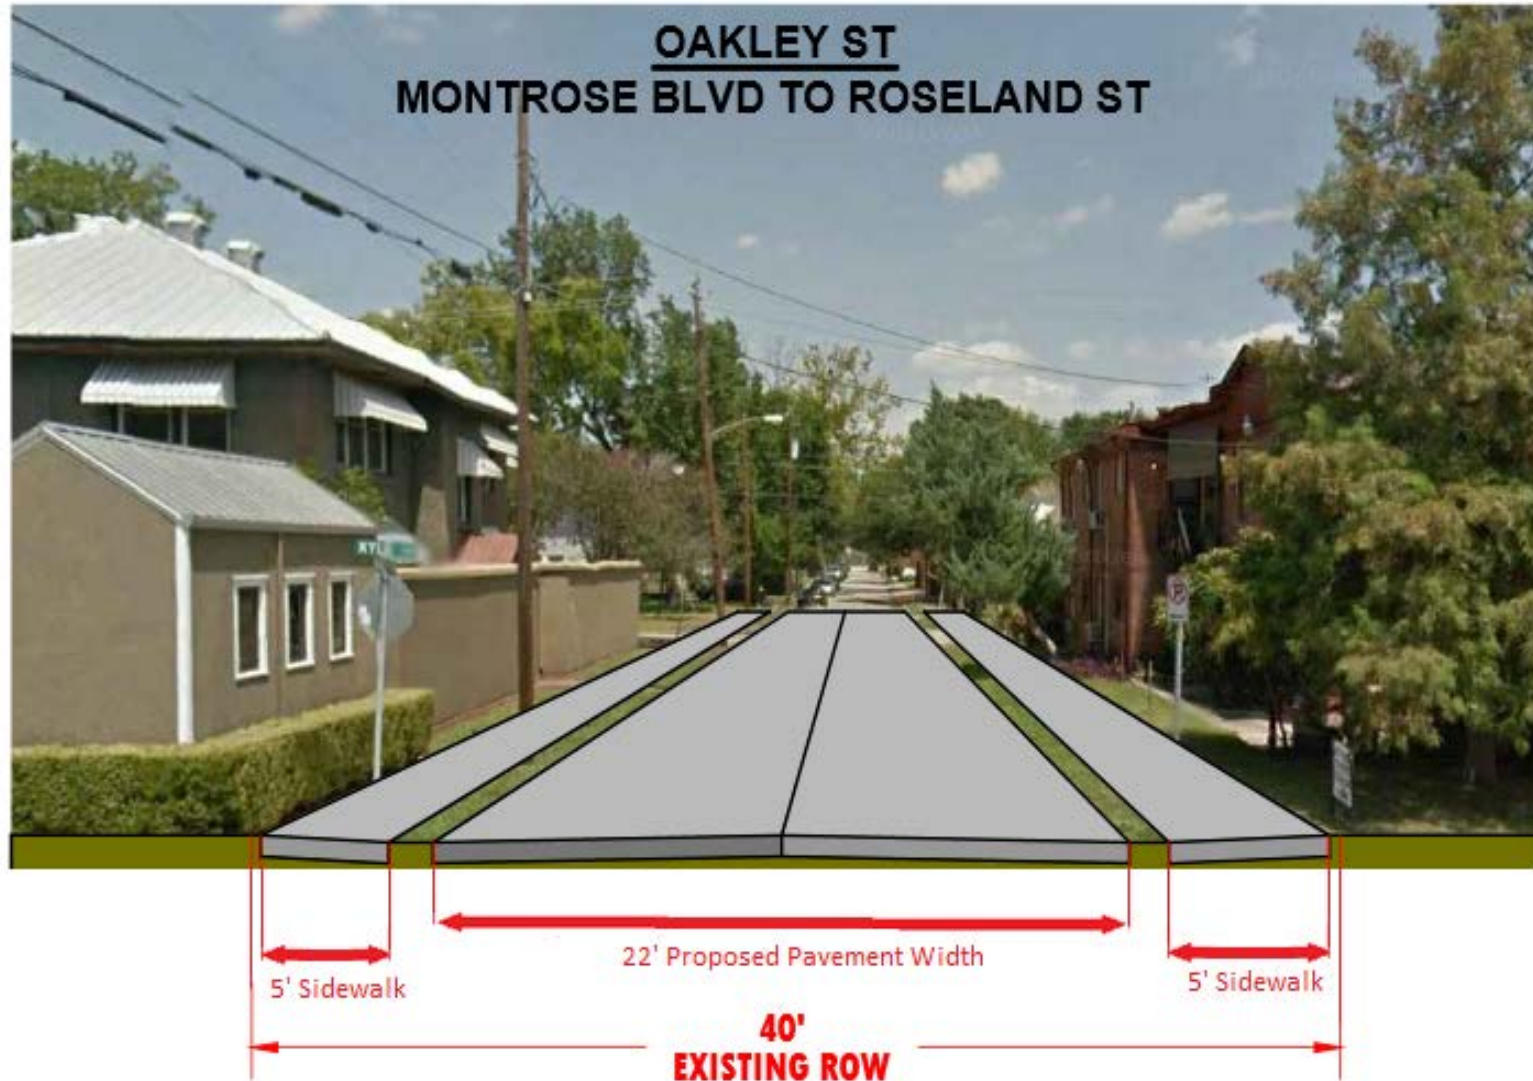 OAKLEY ST
MONTROSE BLVD TO ROSELAND ST
P
22' Proposed Pavement Width
5' Sidewalk
5' Sidewalk
40'
EXISTING ROW